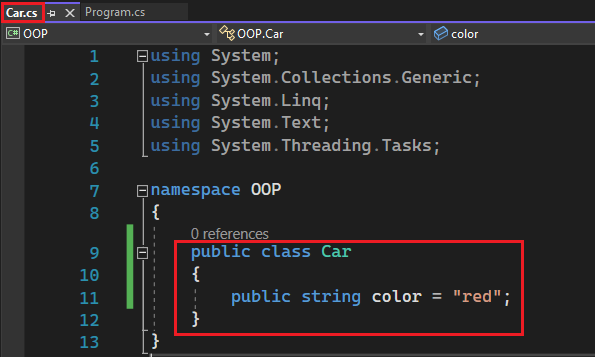 Car.cs Program.cs
C# OOP OOP.Car color
1 using System;
2 using System.Collections.Generic;
3 using System.Linq;
4 using System.Text;
5 using System.Threading.Tasks;
6
7 namespace OOP
8 {
0 references
9 public class Car
10 {
11 public string color = "red";
12 }
13 }